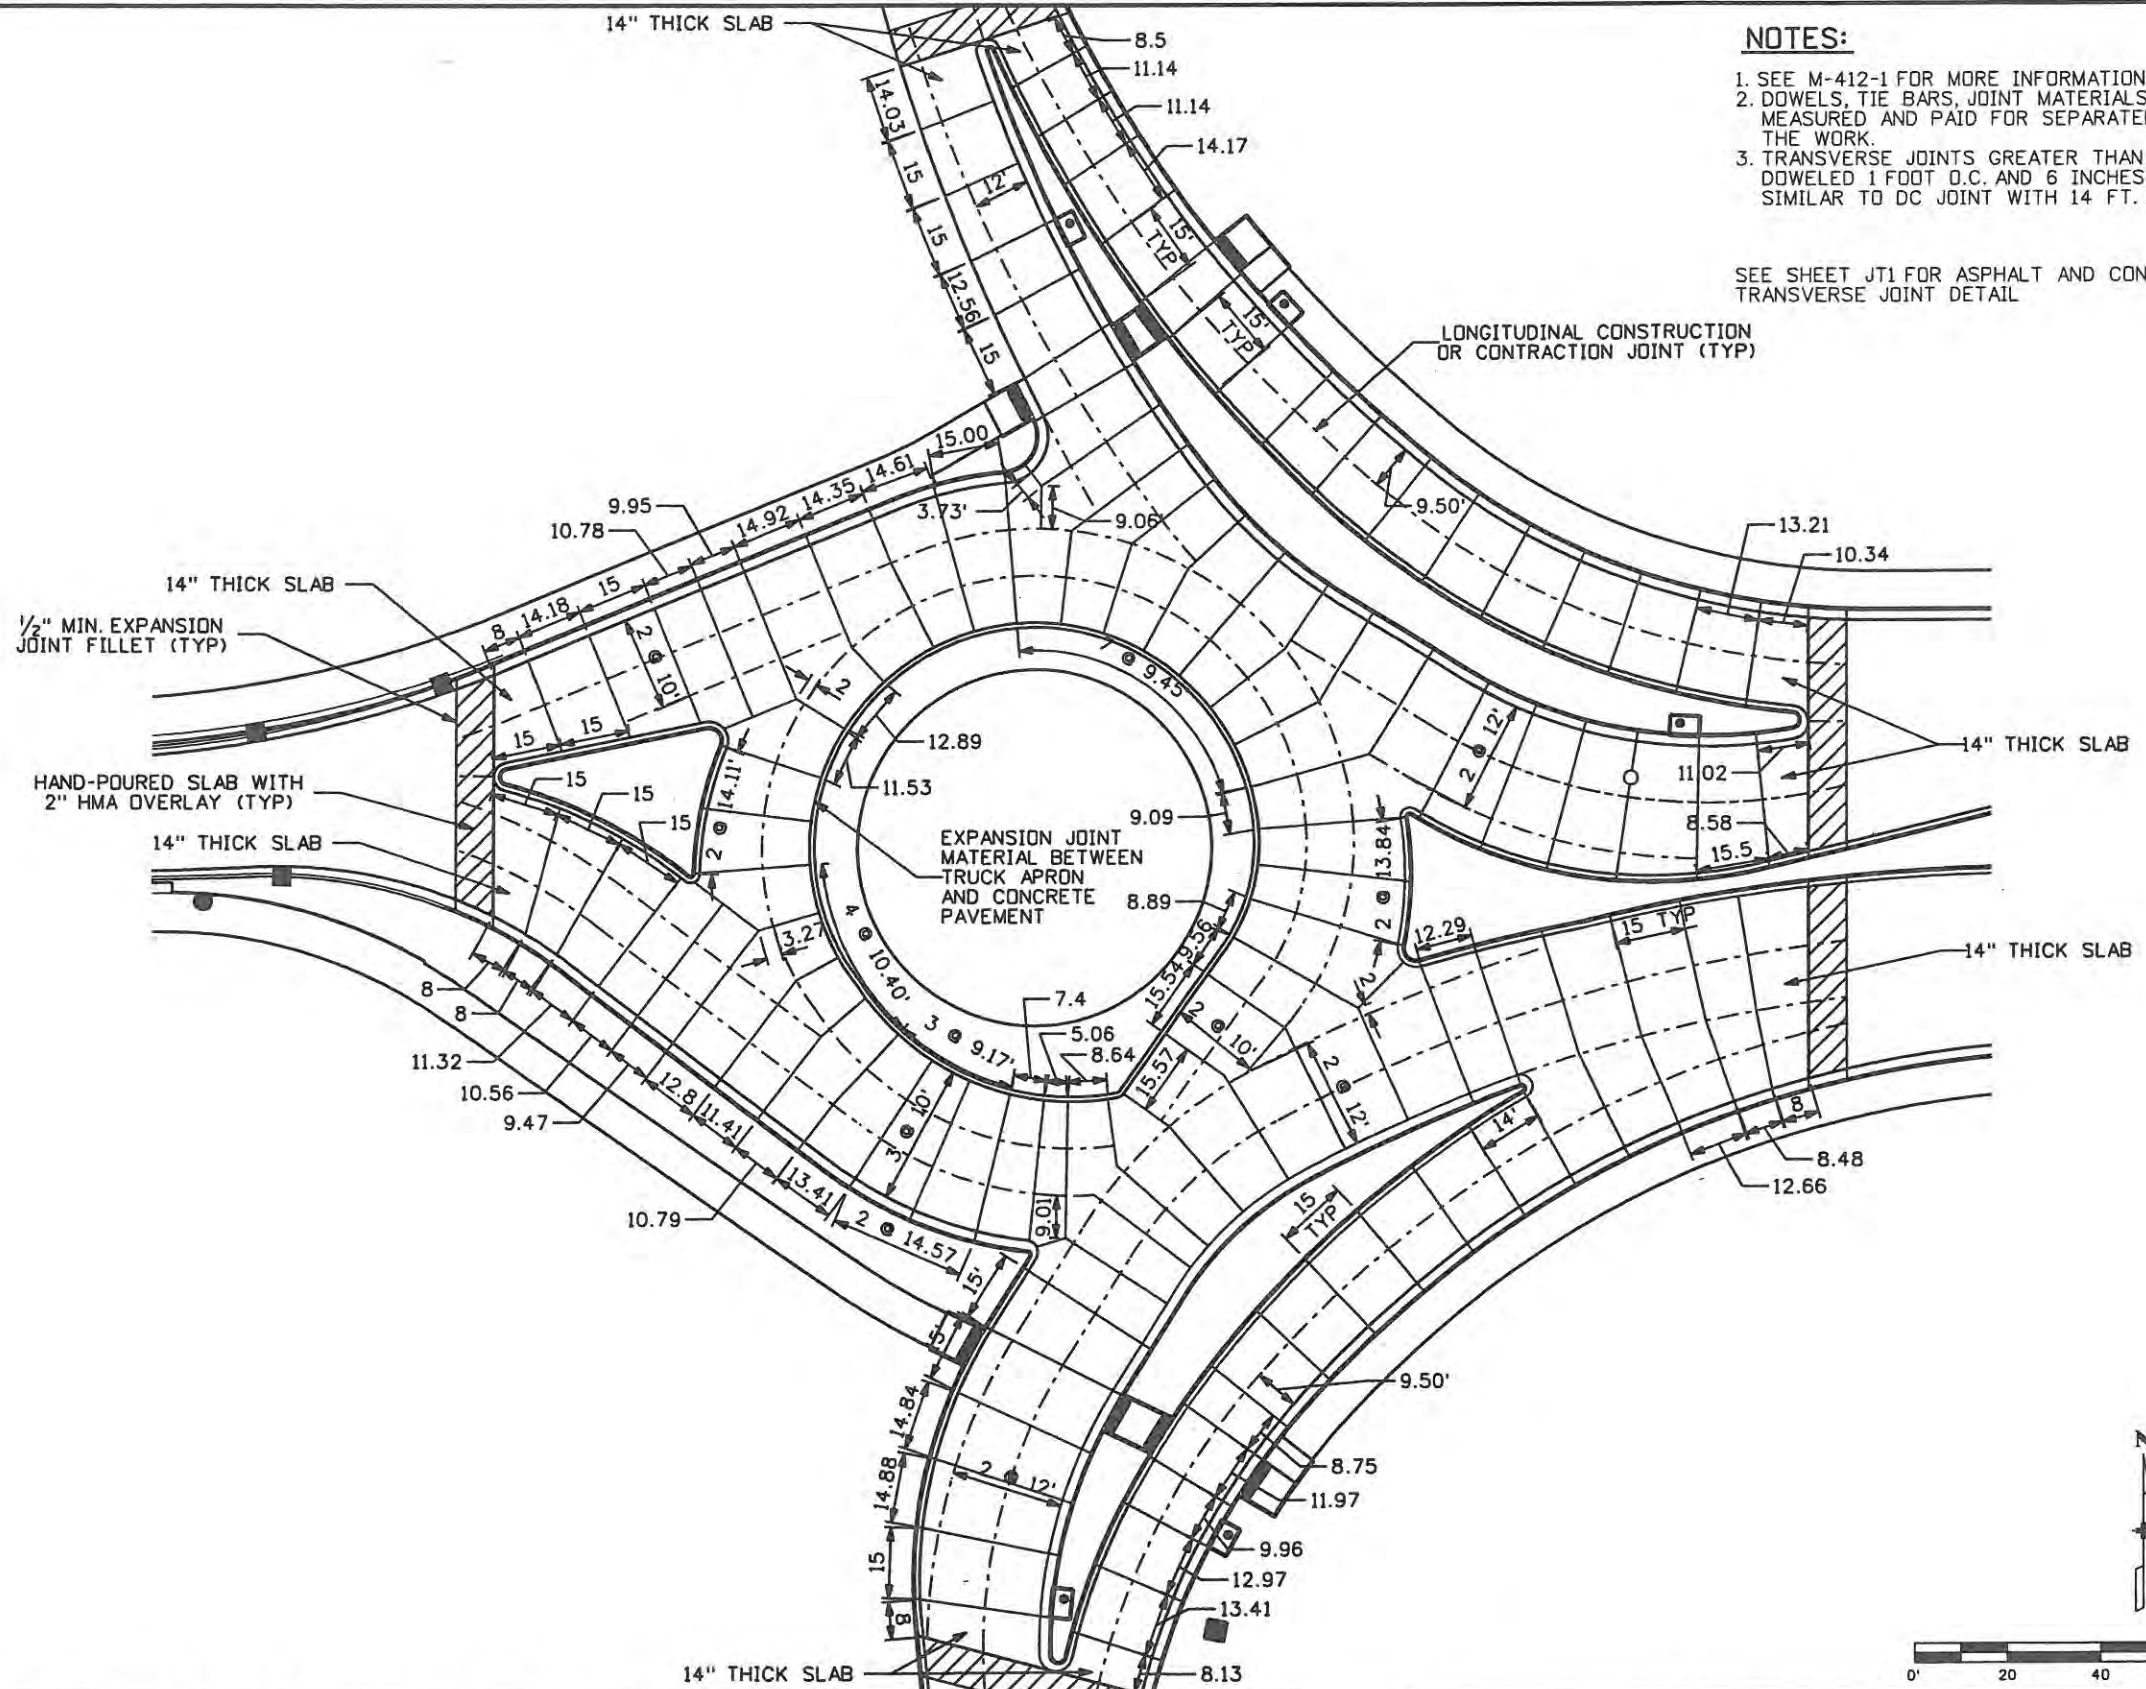 14" THICK SLAB
8.5
11.14
11.14
14.17
14.03
15
15
12.56
15
12'
15'
TYP
15'
TYP
NOTES:
1. SEE M-412-1 FOR MORE INFORMATION
2. DOWELS, TIE BARS, JOINT MATERIALS
MEASURED AND PAID FOR
THE WORK.
3. TRANSVERSE JOINTS GREATER THAN
DOWELED 1 FOOT O.C. AND 6 INCHES
SIMILAR TO DC JOINT WITH 14 FT.
SEE SHEET JT1 FOR ASPHALT AND
TRANSVERSE JOINT DETAIL
LONGITUDINAL CONSTRUCTION
OR CONTRACTION JOINT (TYP)
9.50'
13.21
10.34
15.00
14.61
14.35
14.92
9.95
10.78
15
14.18
8
3.73'
9.06'
14" THICK SLAB
1/2" MIN. EXPANSION
JOINT FILLET (TYP)
HAND-POURED SLAB WITH
2" HMA OVERLAY (TYP)
14" THICK SLAB
2 @ 10'
15
15
15
15
15
2 @ 14.11'
2
12.89
11.53
7 @ 9.45
9.09
8.89
9.56
15.54
EXPANSION JOINT
MATERIAL BETWEEN
TRUCK APRON
AND CONCRETE
PAVEMENT
3.27
4 @ 10.40'
3 @ 9.17'
7.4
5.06
8.64
15.57
2 @ 10'
2 @ 12'
2 @ 12'
11.02
8.58
15.5
14" THICK SLAB
2 @ 13.84
12.29
2
15 TYP
14" THICK SLAB
14'
8
8.48
12.66
8
8
11.32
10.56
9.47
12.8
11.41
10.79
13.41
2 @ 14.57
3 @ 10'
9.01
15'
15
14.84
14.88
15
8
2 @ 12'
15
TYP
9.50'
8.75
11.97
9.96
12.97
13.41
8.13
14" THICK SLAB
N
0' 20 40